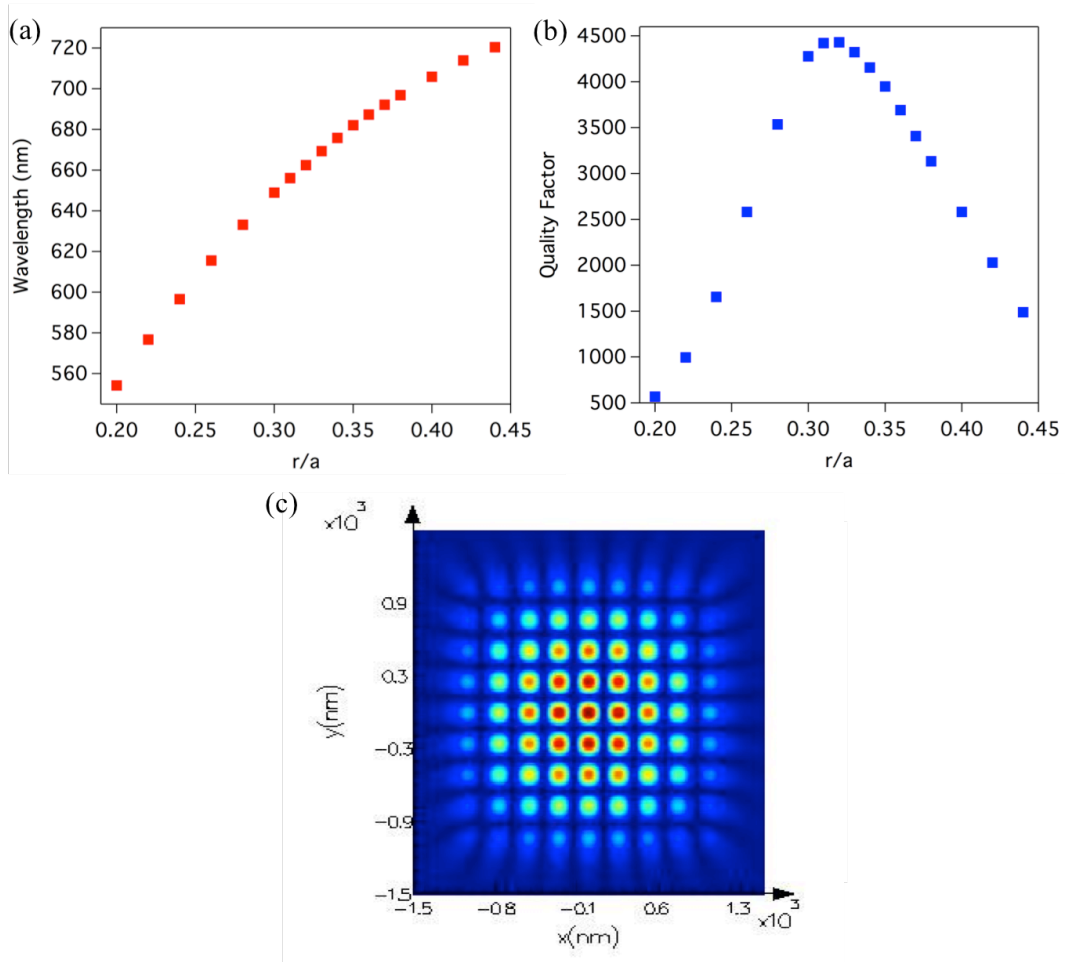 (a)
720
700
680
660
640
620
600
580
560
Wavelength (nm)
0.20 0.25 0.30 0.35 0.40 0.45
r/a
(b)
4500
4000
3500
3000
2500
2000
1500
1000
500
Quality Factor
0.20 0.25 0.30 0.35 0.40 0.45
r/a
(c)
x10³
0.9
0.3
-0.3
-0.9
-1.5
y(nm)
-1.5 -0.8 -0.1 0.6 1.3 x10³
x(nm)